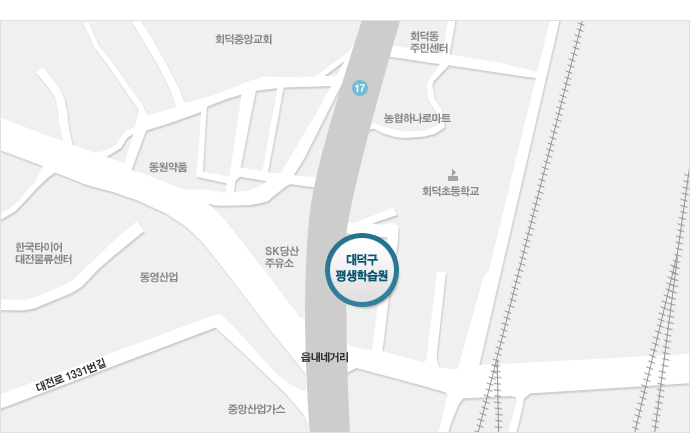 회덕중앙교회
회덕동
주민센터
17
농협하나로마트
동원약품
회덕초등학교
한국타이어
대전물류센터
SK당산
주유소
대덕구
평생학습원
동영산업
읍내네거리
대전로 1331번길
중앙산업가스